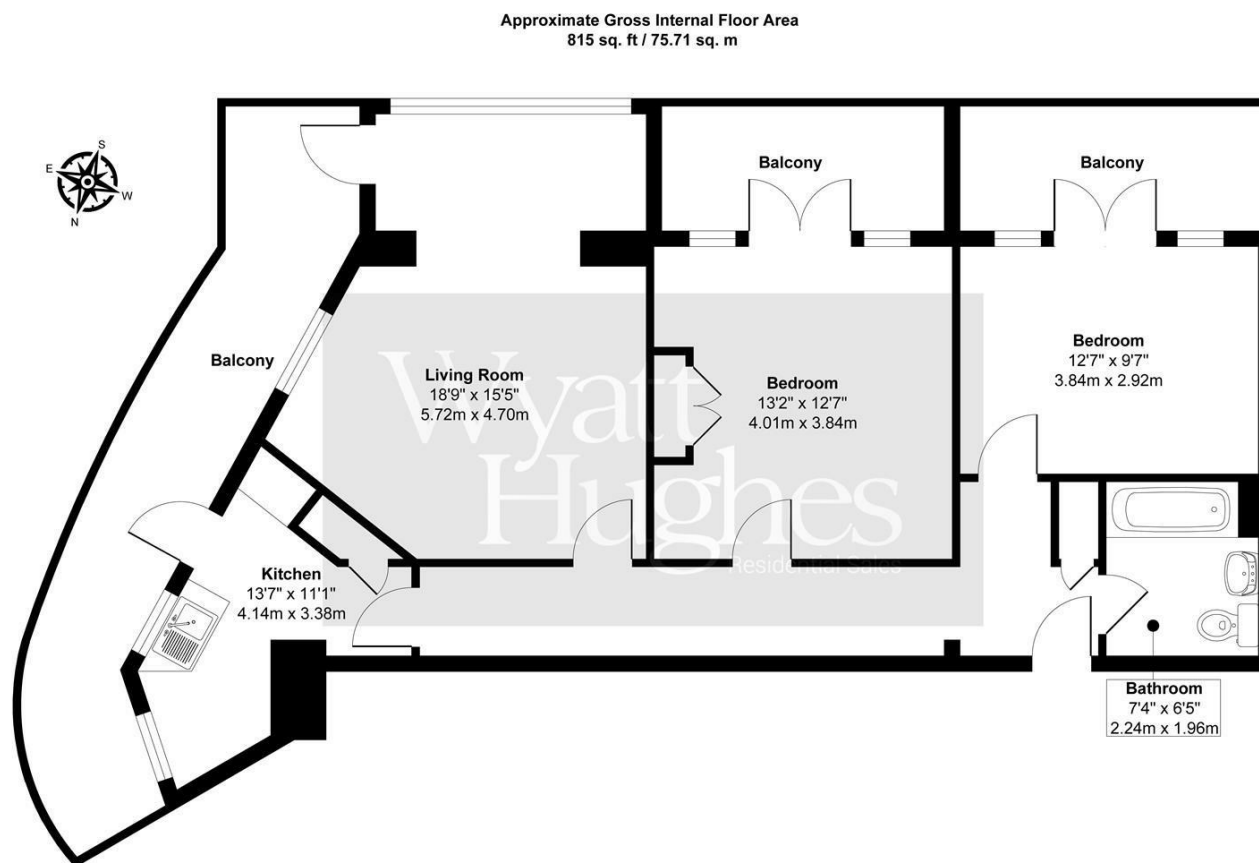 Approximate Gross Internal Floor Area
815 sq. ft / 75.71 sq. m
S
E
W
N
Balcony
Balcony
Balcony
Living Room
18'9" x 15'5"
5.72m x 4.70m
Bedroom
13'2" x 12'7"
4.01m x 3.84m
Bedroom
12'7" x 9'7"
3.84m x 2.92m
Kitchen
13'7" x 11'1"
4.14m x 3.38m
Bathroom
7'4" x 6'5"
2.24m x 1.96m
Wyatt
Hughes
Residential Sales